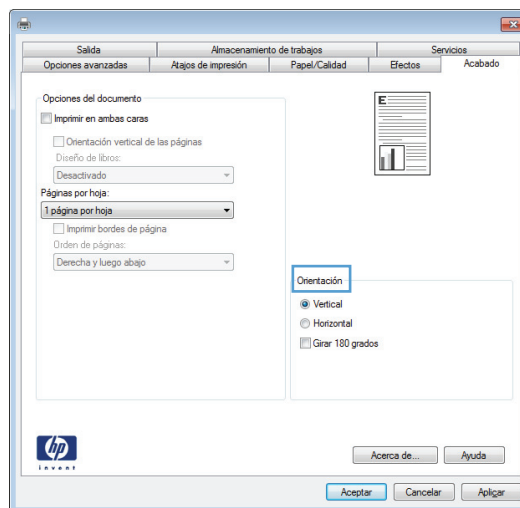 Salida Almacenamiento de trabajos Servicios
Opciones avanzadas Atajos de impresión Papel/Calidad Efectos Acabado
Opciones del documento
Imprimir en ambas caras
Orientación vertical de las páginas
Diseño de libros:
Desactivado
Páginas por hoja:
1 página por hoja
Imprimir bordes de página
Orden de páginas:
Derecha y luego abajo
E
Orientación
Vertical
Horizontal
Girar 180 grados
hp
invent
Acerca de... Ayuda
Aceptar Cancelar Aplicar